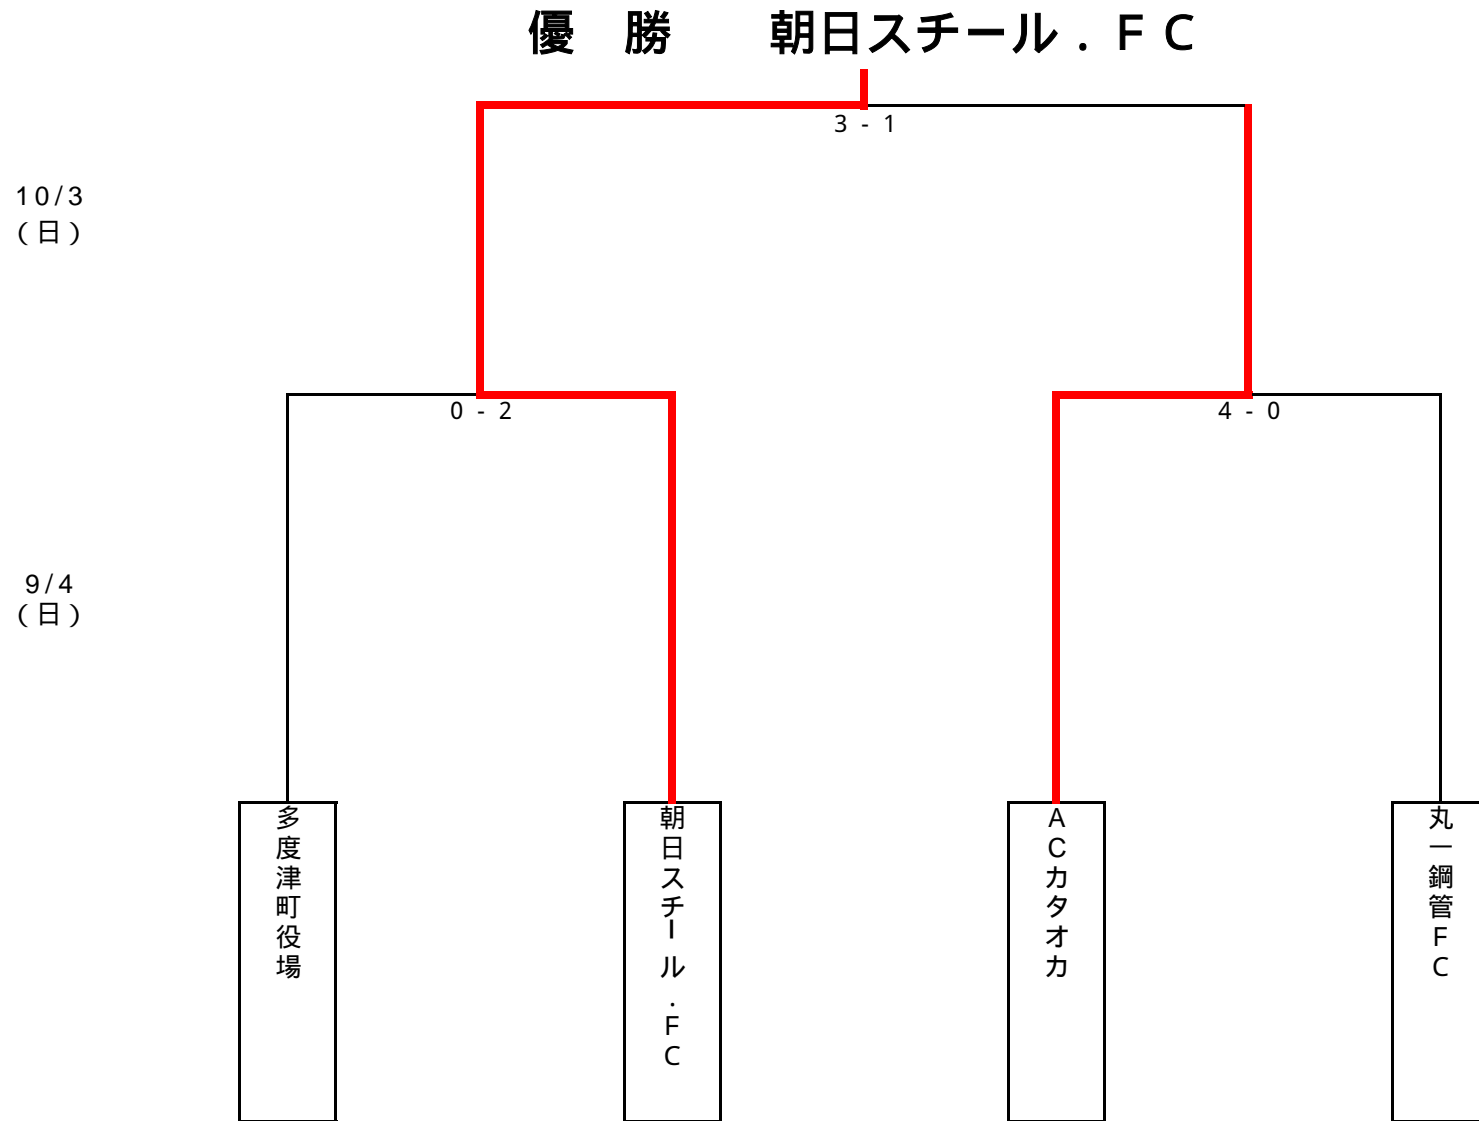 優　勝　　朝日スチール．ＦＣ
3 - 1
10/3
(日)
0 - 2
4 - 0
9/4
(日)
多度津町役場
朝日スチール.FC
ACカタオカ
丸一鋼管FC